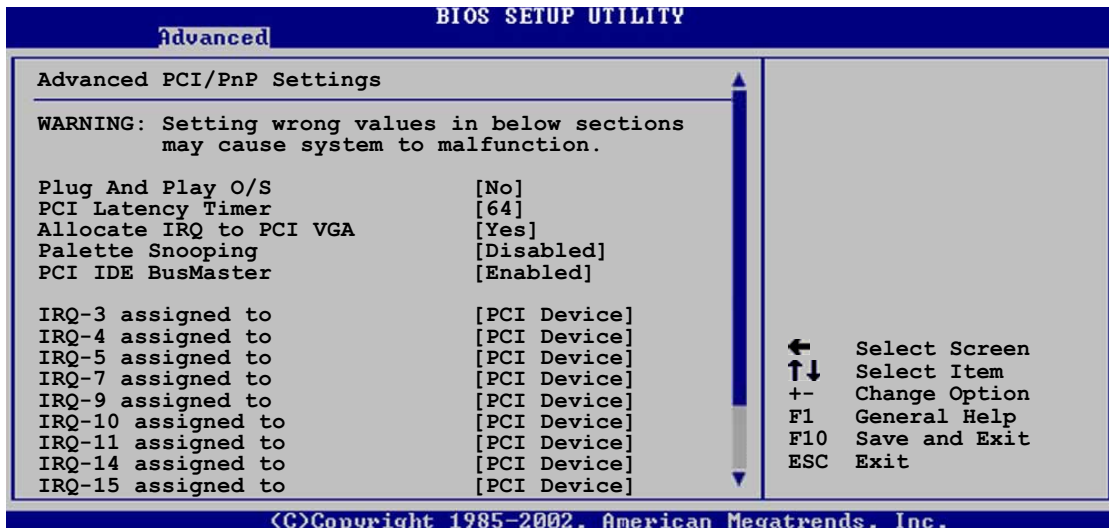 BIOS SETUP UTILITY
Advanced
Advanced PCI/PnP Settings
WARNING: Setting wrong values in below sections
may cause system to malfunction.
Plug And Play O/S [No]
PCI Latency Timer [64]
Allocate IRQ to PCI VGA [Yes]
Palette Snooping [Disabled]
PCI IDE BusMaster [Enabled]
IRQ-3 assigned to [PCI Device]
IRQ-4 assigned to [PCI Device]
IRQ-5 assigned to [PCI Device]
IRQ-7 assigned to [PCI Device]
IRQ-9 assigned to [PCI Device]
IRQ-10 assigned to [PCI Device]
IRQ-11 assigned to [PCI Device]
IRQ-14 assigned to [PCI Device]
IRQ-15 assigned to [PCI Device]
← Select Screen
↑↓ Select Item
+- Change Option
F1 General Help
F10 Save and Exit
ESC Exit
(C)Copyright 1985-2002, American Megatrends, Inc.